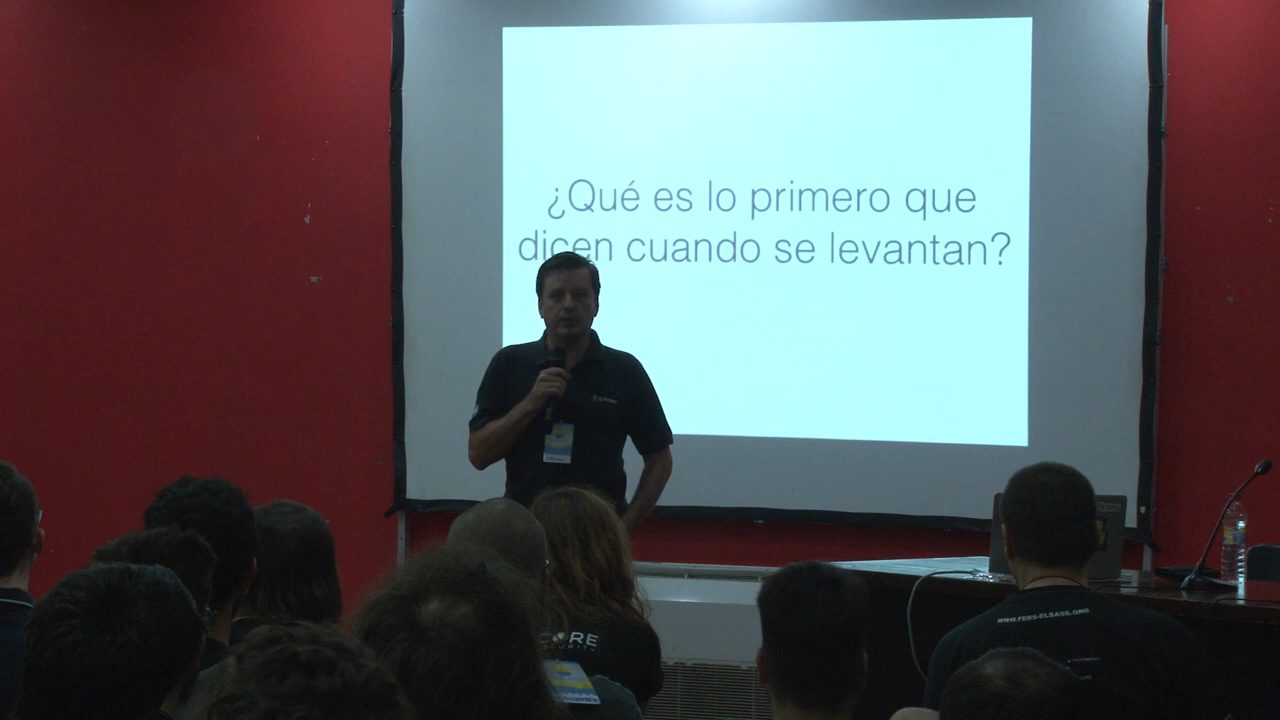 ¿Qué es lo primero que
dicen cuando se levantan?
CORE
WWW.FERS-ELSASS.ORG